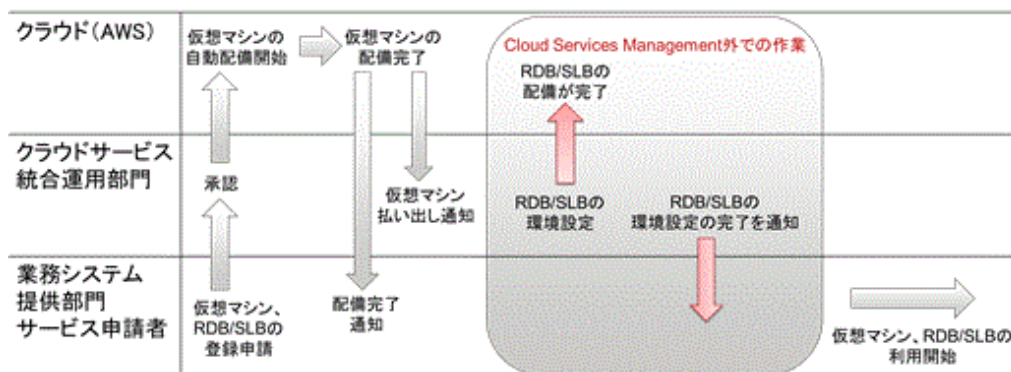 クラウド(AWS)
仮想マシンの
自動配備開始
仮想マシンの
配備完了
Cloud Services Management外での作業
RDB/SLBの
配備が完了
クラウドサービス
統合運用部門
承認
仮想マシン
払い出し通知
RDB/SLBの
環境設定
RDB/SLBの
環境設定の完了を通知
業務システム
提供部門
サービス申請者
仮想マシン、
RDB/SLBの
登録申請
配備完了
通知
仮想マシン、RDB/SLBの
利用開始